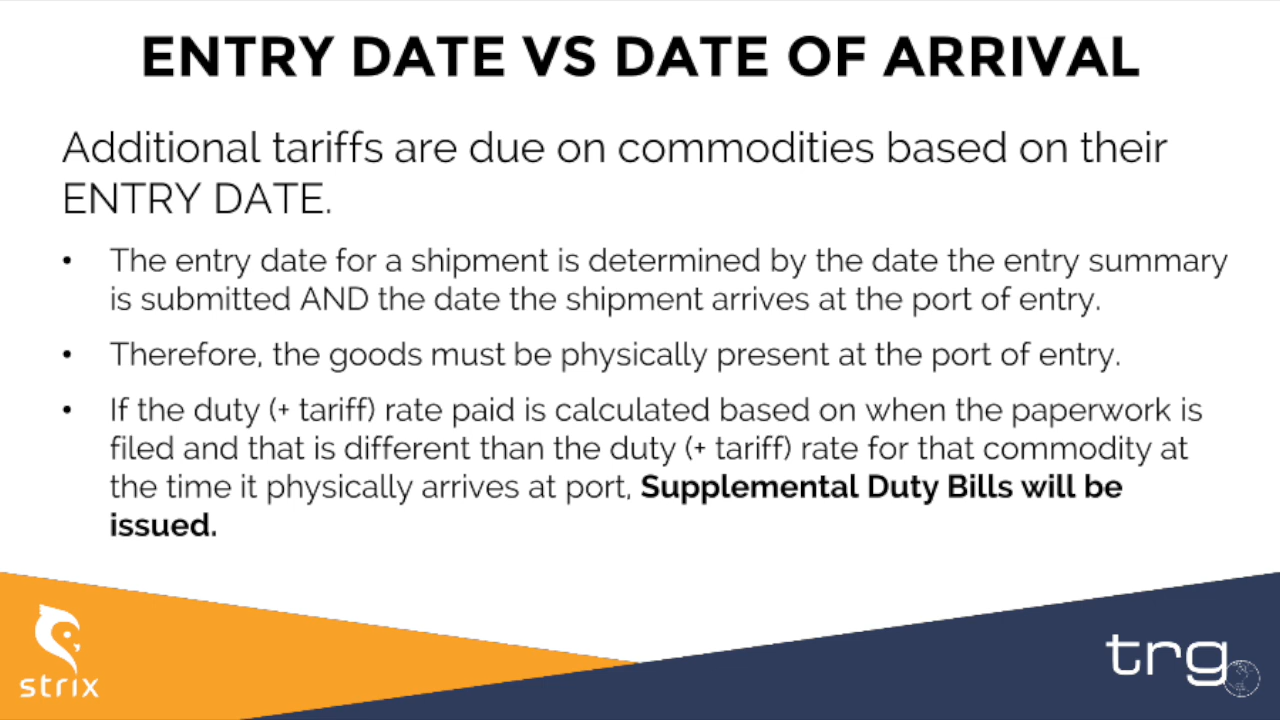 ENTRY DATE VS DATE OF ARRIVAL
Additional tariffs are due on commodities based on their
ENTRY DATE.
• The entry date for a shipment is determined by the date the entry summary
is submitted AND the date the shipment arrives at the port of entry.
• Therefore, the goods must be physically present at the port of entry.
• If the duty (+ tariff) rate paid is calculated based on when the paperwork is
filed and that is different than the duty (+ tariff) rate for that commodity at
the time it physically arrives at port, Supplemental Duty Bills will be
issued.
strix
trg